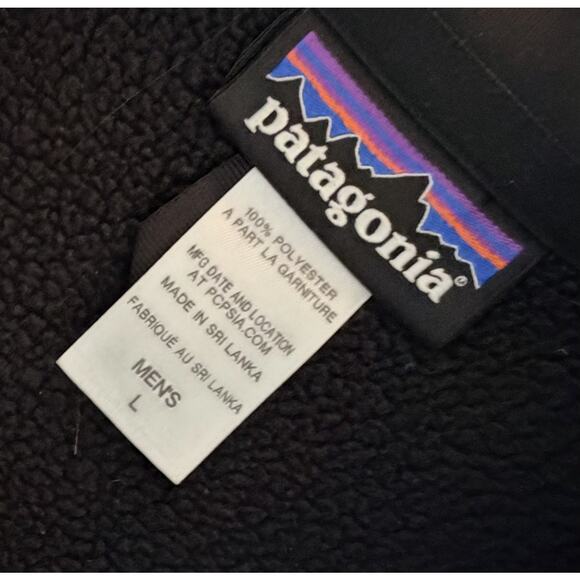 patagonia®
100% POLYESTER
A PART LA GARNITURE
MFG DATE AND LOCATION
AT PCPSIA.COM
MADE IN SRI LANKA
FABRIQUÉ AU SRI LANKA
MEN'S
L